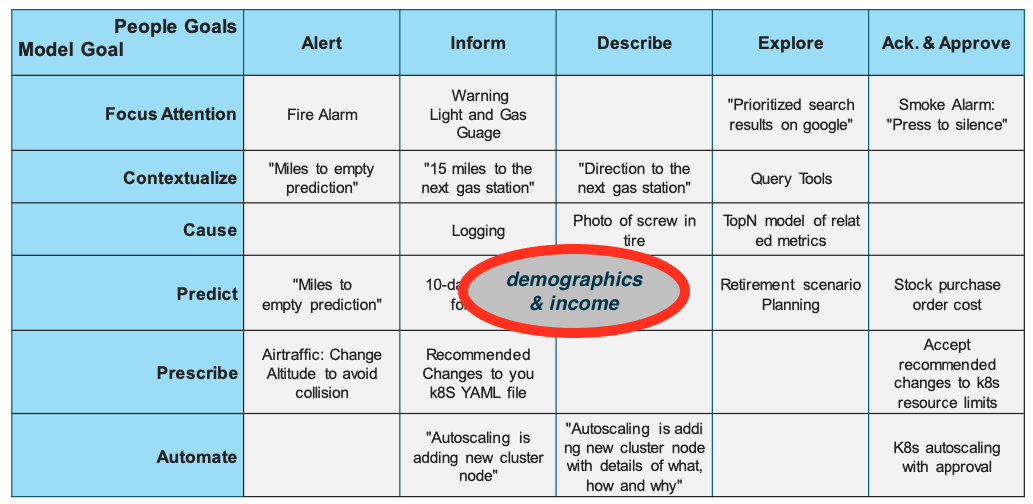 People Goals
Model Goal
Alert
Inform
Describe
Explore
Ack. & Approve
Focus Attention
Fire Alarm
Warning
Light and Gas
Guage
"Prioritized search
results on google"
Smoke Alarm:
"Press to silence"
Contextualize
"Miles to empty
prediction"
"15 miles to the
next gas station"
"Direction to the
next gas station"
Query Tools
Cause
Logging
Photo of screw in
tire
TopN model of relat
ed metrics
Predict
"Miles to
empty prediction"
demographics
& income
Retirement scenario
Planning
Stock purchase
order cost
Prescribe
Airtraffic: Change
Altitude to avoid
collision
Recommended
Changes to you
k8S YAML file
Accept
recommended
changes to k8s
resource limits
Automate
"Autoscaling is
adding new cluster
node"
"Autoscaling is addi
ng new cluster node
with details of what,
how and why"
K8s autoscaling
with approval